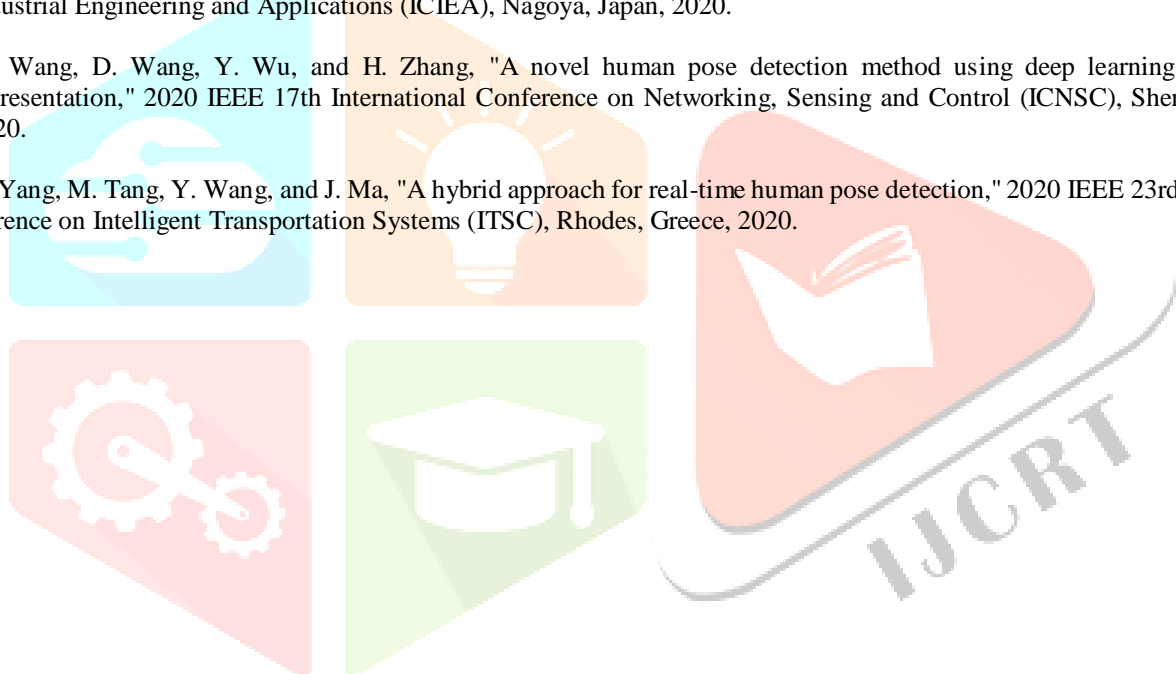 ustrial Engineering and Applications (ICIEA), Nagoya, Japan, 2020.
Wang, D. Wang, Y. Wu, and H. Zhang, "A novel human pose detection method using deep learning
resentation," 2020 IEEE 17th International Conference on Networking, Sensing and Control (ICNSC), Shen
20.
Yang, M. Tang, Y. Wang, and J. Ma, "A hybrid approach for real-time human pose detection," 2020 IEEE 23rd
rence on Intelligent Transportation Systems (ITSC), Rhodes, Greece, 2020.
IJCRT